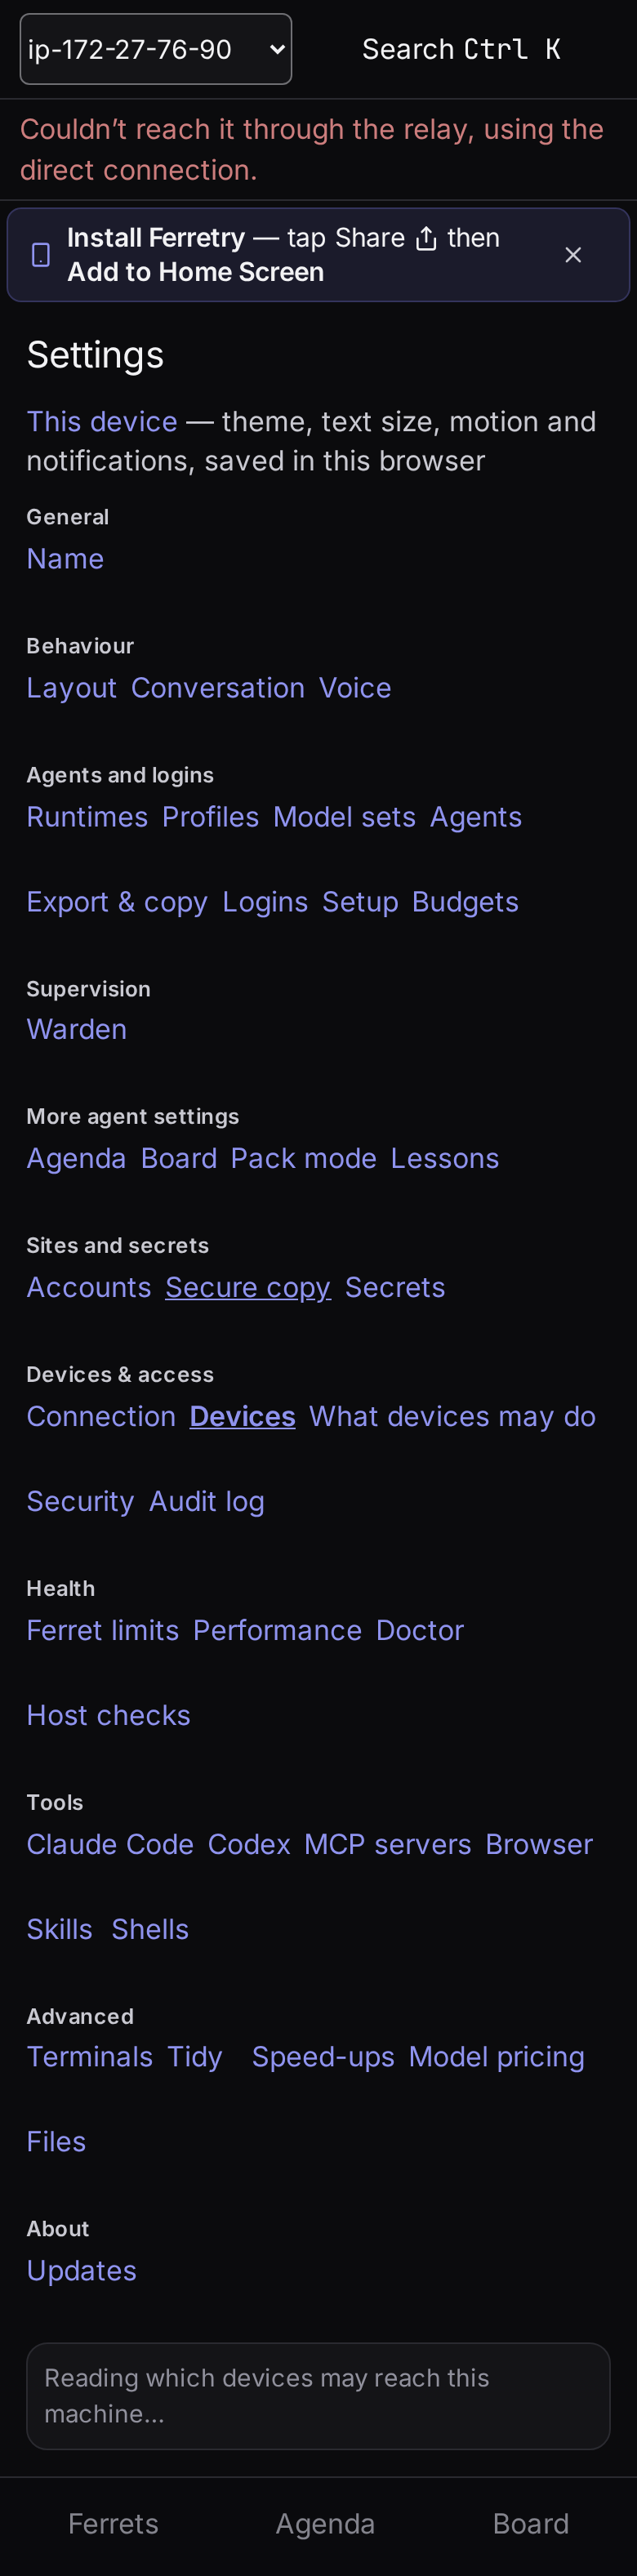 ip-172-27-76-90
Search Ctrl K
Couldn’t reach it through the relay, using the
direct connection.
Install Ferretry — tap Share then
Add to Home Screen
Settings
This device — theme, text size, motion and
notifications, saved in this browser
General
Name
Behaviour
Layout Conversation Voice
Agents and logins
Runtimes Profiles Model sets Agents
Export & copy Logins Setup Budgets
Supervision
Warden
More agent settings
Agenda Board Pack mode Lessons
Sites and secrets
Accounts Secure copy Secrets
Devices & access
Connection Devices What devices may do
Security Audit log
Health
Ferret limits Performance Doctor
Host checks
Tools
Claude Code Codex MCP servers Browser
Skills Shells
Advanced
Terminals Tidy Speed-ups Model pricing
Files
About
Updates
Reading which devices may reach this
machine…
Ferrets Agenda Board